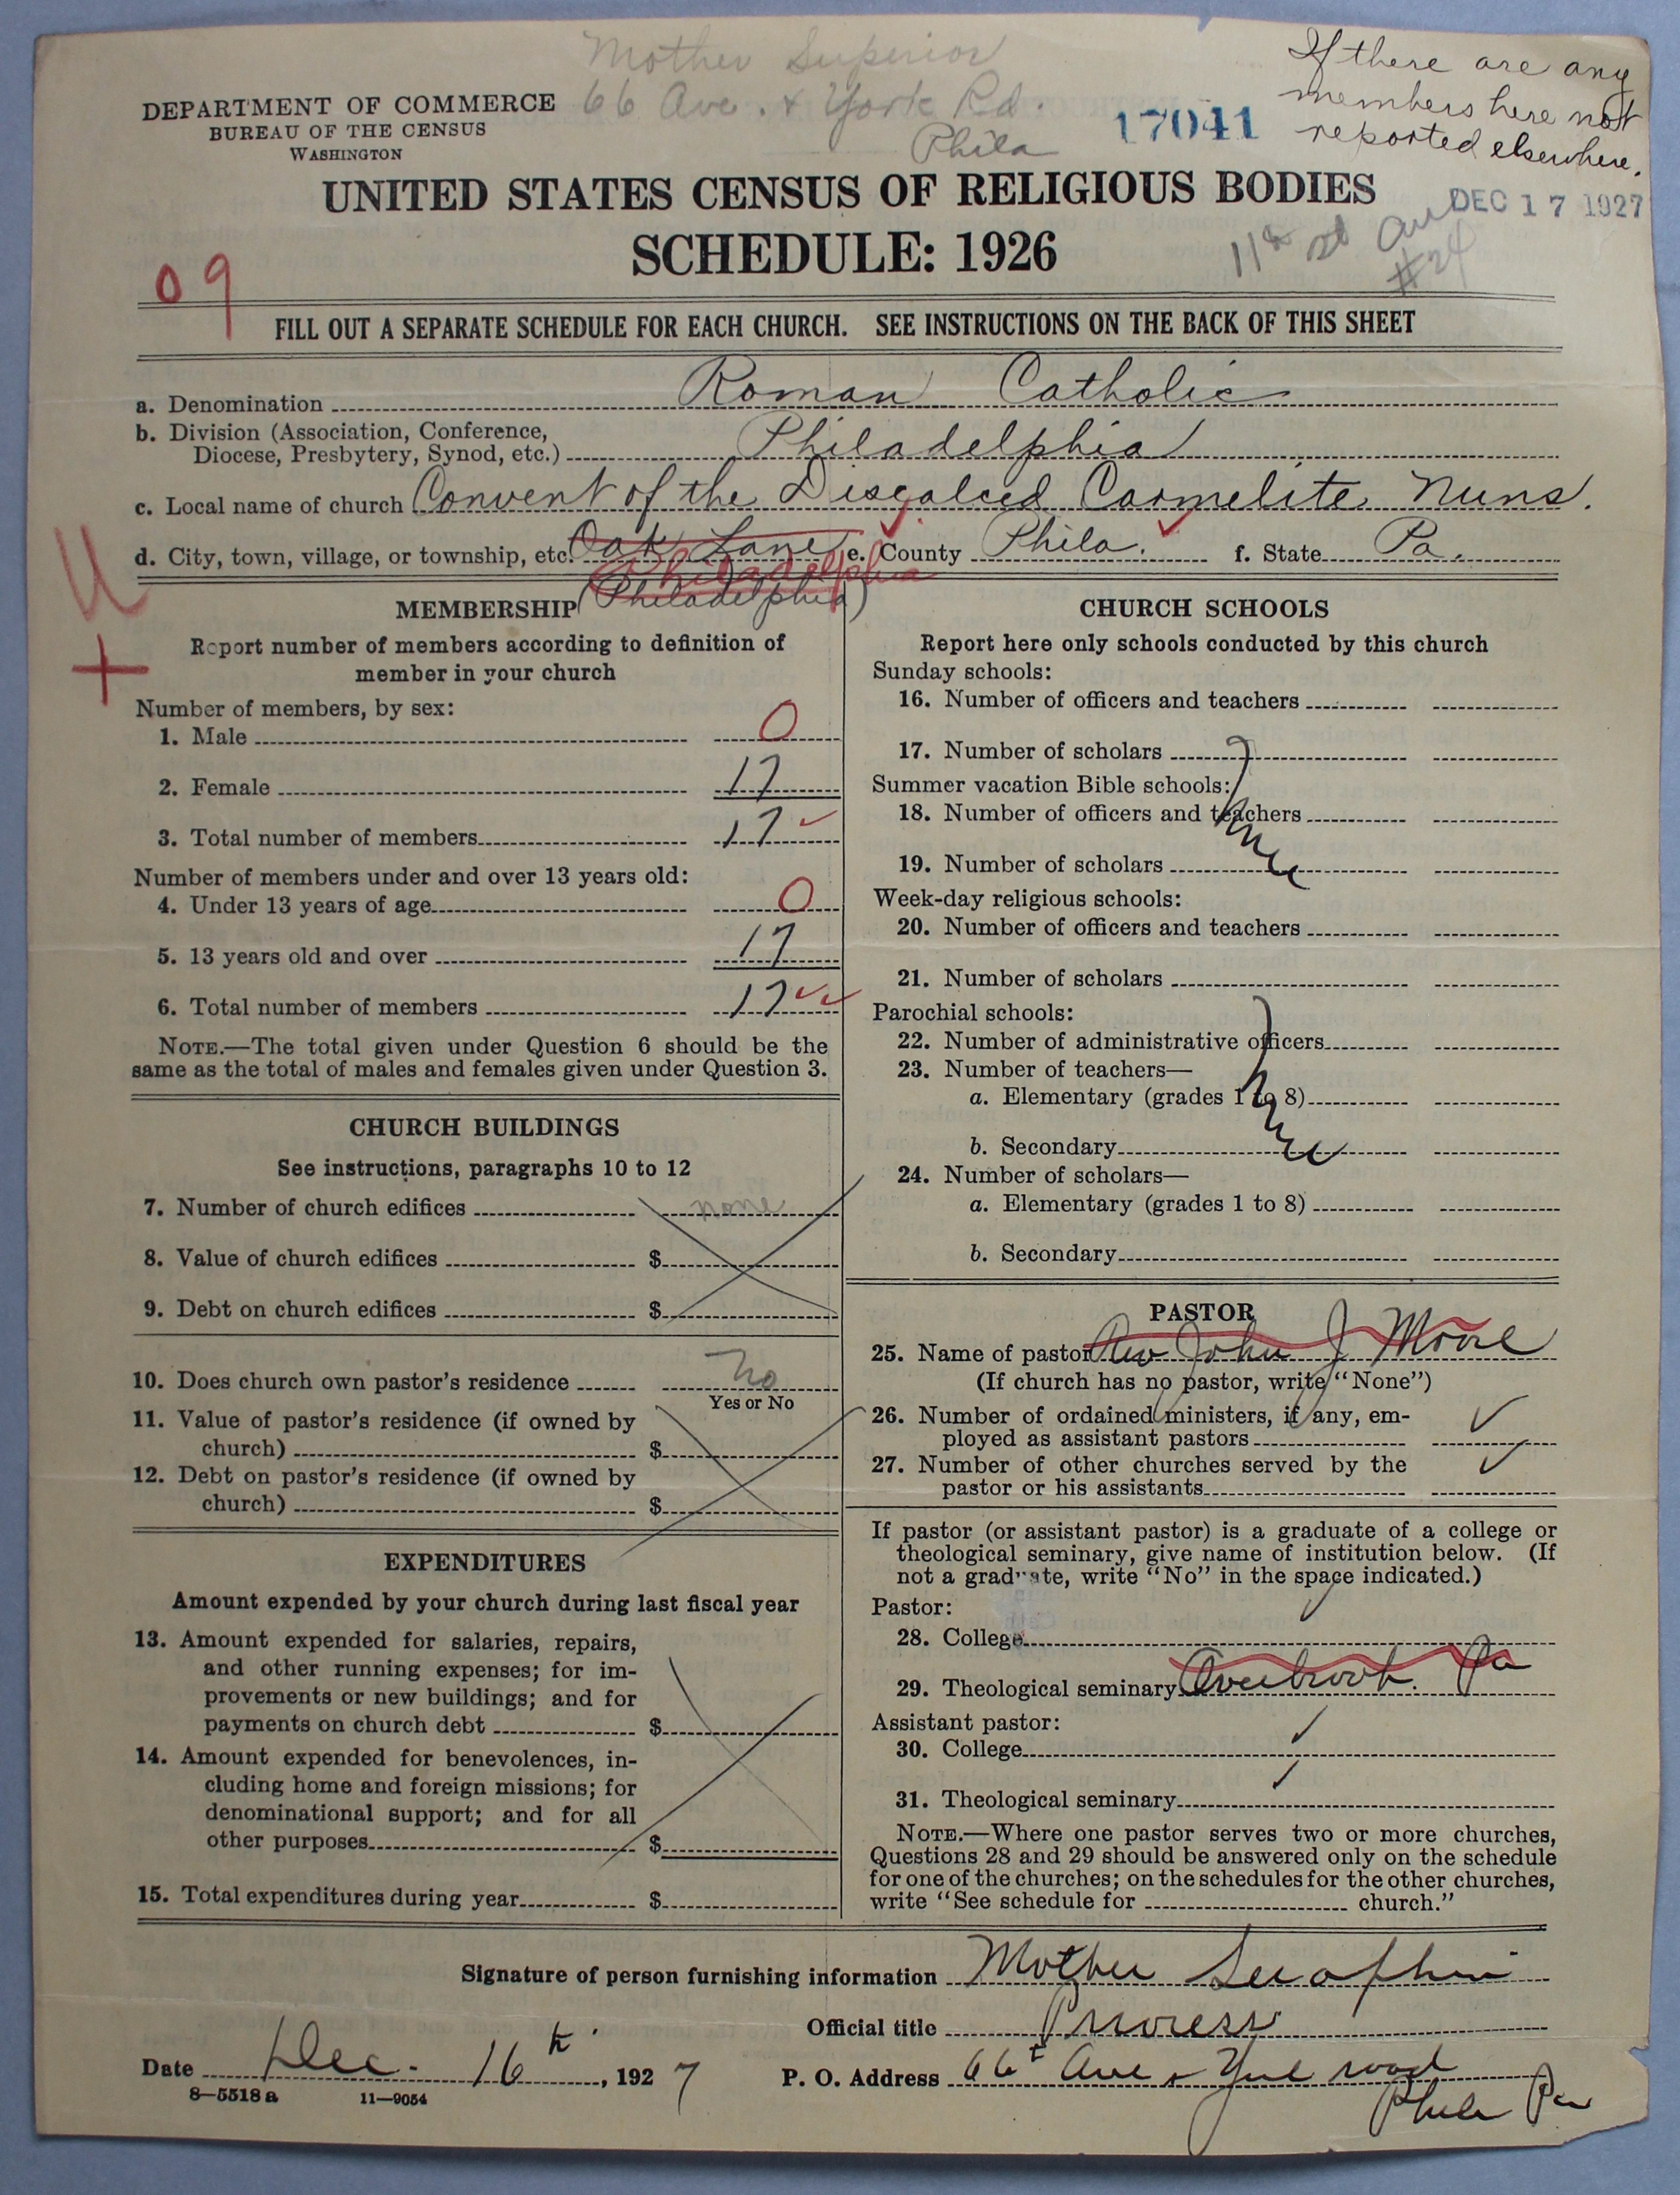 Mother Superior
66 Ave. & York Rd.
Phila
If there are any
members here not
reported elsewhere.
DEPARTMENT OF COMMERCE
BUREAU OF THE CENSUS
WASHINGTON
17041
UNITED STATES CENSUS OF RELIGIOUS BODIES
DEC 17 1927
SCHEDULE: 1926
09
FILL OUT A SEPARATE SCHEDULE FOR EACH CHURCH. SEE INSTRUCTIONS ON THE BACK OF THIS SHEET
a. Denomination Roman Catholic
b. Division (Association, Conference,
Diocese, Presbytery, Synod, etc.) Philadelphia
c. Local name of church Convent of the Discalced Carmelite Nuns.
d. City, town, village, or township, etc. Oak Lane e. County Phila. f. State Pa.
Philadelphia
(Philadelphia)
U
+
MEMBERSHIP
Report number of members according to definition of
member in your church
Number of members, by sex:
1. Male 0
2. Female 17
3. Total number of members 17
Number of members under and over 13 years old:
4. Under 13 years of age 0
5. 13 years old and over 17
6. Total number of members 17
NOTE.—The total given under Question 6 should be the
same as the total of males and females given under Question 3.
CHURCH BUILDINGS
See instructions, paragraphs 10 to 12
7. Number of church edifices none
8. Value of church edifices $
9. Debt on church edifices $
10. Does church own pastor's residence No
Yes or No
11. Value of pastor's residence (if owned by
church) $
12. Debt on pastor's residence (if owned by
church) $
EXPENDITURES
Amount expended by your church during last fiscal year
13. Amount expended for salaries, repairs,
and other running expenses; for im-
provements or new buildings; and for
payments on church debt $
14. Amount expended for benevolences, in-
cluding home and foreign missions; for
denominational support; and for all
other purposes $
15. Total expenditures during year $
CHURCH SCHOOLS
Report here only schools conducted by this church
Sunday schools:
16. Number of officers and teachers
17. Number of scholars
Summer vacation Bible schools:
18. Number of officers and teachers
19. Number of scholars
Week-day religious schools:
20. Number of officers and teachers
21. Number of scholars
Parochial schools:
22. Number of administrative officers
23. Number of teachers—
a. Elementary (grades 1 to 8)
b. Secondary
24. Number of scholars—
a. Elementary (grades 1 to 8)
b. Secondary
PASTOR
25. Name of pastor Rev John J Moore
(If church has no pastor, write "None")
26. Number of ordained ministers, if any, em-
ployed as assistant pastors
27. Number of other churches served by the
pastor or his assistants
If pastor (or assistant pastor) is a graduate of a college or
theological seminary, give name of institution below. (If
not a graduate, write "No" in the space indicated.)
Pastor:
28. College
29. Theological seminary Overbrook. Pa
Assistant pastor:
30. College
31. Theological seminary
NOTE.—Where one pastor serves two or more churches,
Questions 28 and 29 should be answered only on the schedule
for one of the churches; on the schedules for the other churches,
write "See schedule for church."
Signature of person furnishing information Mother Seraphim
Official title Prioress
Date Dec. 16th, 1927 P. O. Address 66th Ave & York road
Phila Pa
8—5518a 11—9054